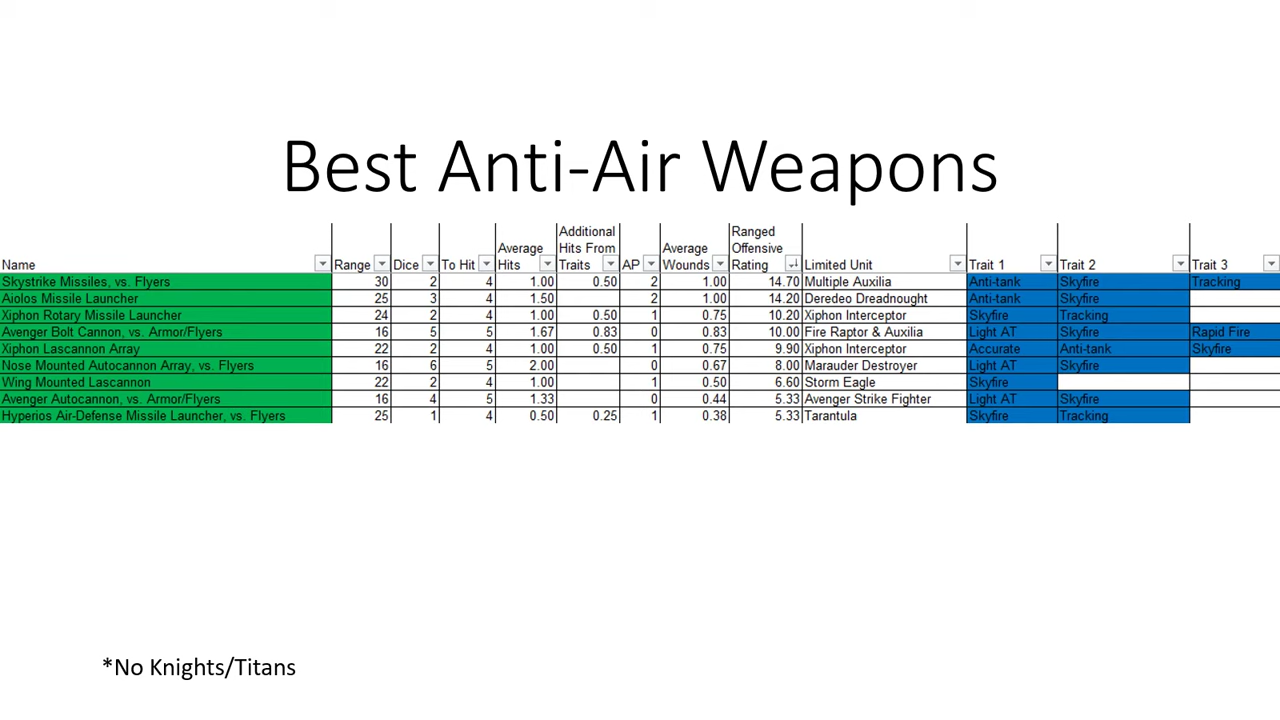 Best Anti-Air Weapons
Name Range Dice To Hit Average Hits Additional Hits From Traits AP Average Wounds Ranged Offensive Rating Limited Unit Trait 1 Trait 2 Trait 3
Skystrike Missiles, vs. Flyers 30 2 4 1.00 0.50 2 1.00 14.70 Multiple Auxilia Anti-tank Skyfire Tracking
Aiolos Missile Launcher 25 3 4 1.50 2 1.00 14.20 Deredeo Dreadnought Anti-tank Skyfire
Xiphon Rotary Missile Launcher 24 2 4 1.00 0.50 1 0.75 10.20 Xiphon Interceptor Skyfire Tracking
Avenger Bolt Cannon, vs. Armor/Flyers 16 5 5 1.67 0.83 0 0.83 10.00 Fire Raptor & Auxilia Light AT Skyfire Rapid Fire
Xiphon Lascannon Array 22 2 4 1.00 0.50 1 0.75 9.90 Xiphon Interceptor Accurate Anti-tank Skyfire
Nose Mounted Autocannon Array, vs. Flyers 16 6 5 2.00 0 0.67 8.00 Marauder Destroyer Light AT Skyfire
Wing Mounted Lascannon 22 2 4 1.00 1 0.50 6.60 Storm Eagle Skyfire
Avenger Autocannon, vs. Armor/Flyers 16 4 5 1.33 0 0.44 5.33 Avenger Strike Fighter Light AT Skyfire
Hyperios Air-Defense Missile Launcher, vs. Flyers 25 1 4 0.50 0.25 1 0.38 5.33 Tarantula Skyfire Tracking
*No Knights/Titans